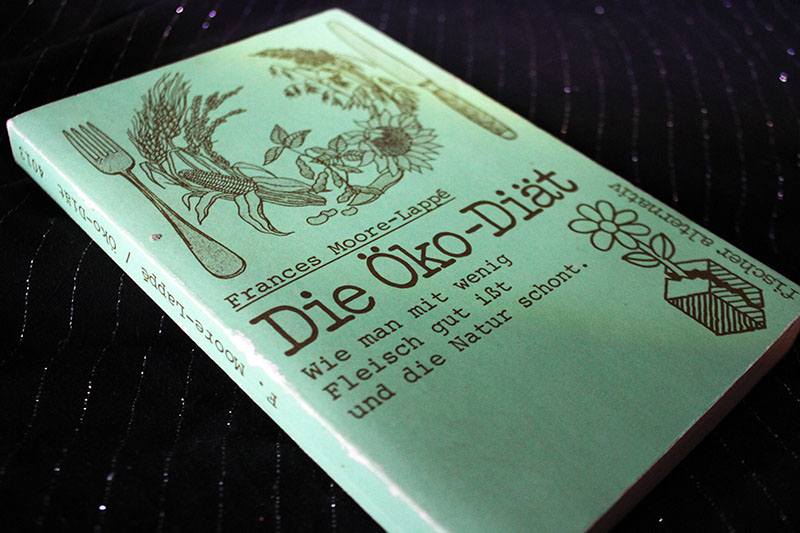 Frances Moore-Lappé
Die Öko-Diät
Wie man mit wenig
Fleisch gut ißt
und die Natur schont.
fischer alternativ
F. Moore-Lappé / Öko-Diät 4013